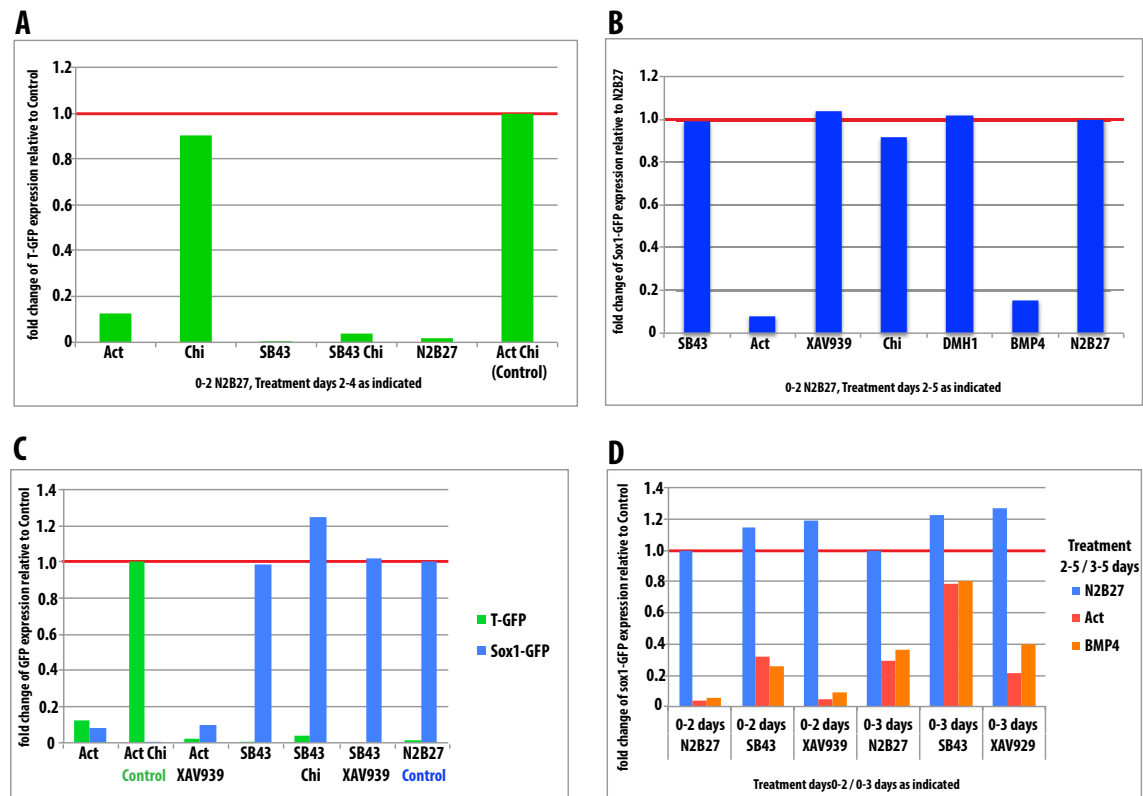 A
fold change of T-GFP expression relative to Control
1.2
1.0
0.8
0.6
0.4
0.2
0
Act Chi SB43 SB43 Chi N2B27 Act Chi
(Control)
0-2 N2B27, Treatment days 2-4 as indicated
B
fold change of Sox1-GFP expression relative to N2B27
1.2
1.0
0.8
0.6
0.4
0.2
0
SB43 Act XAV939 Chi DMH1 BMP4 N2B27
0-2 N2B27, Treatment days 2-5 as indicated
C
fold change of GFP expression relative to Control
1.4
1.2
1.0
0.8
0.6
0.4
0.2
0
Act Act Chi Act SB43 SB43 SB43 N2B27
Control XAV939 Chi XAV939 Control
T-GFP
Sox1-GFP
D
fold change of sox1-GFP expression relative to Control
1.4
1.2
1.0
0.8
0.6
0.4
0.2
0
0-2 days 0-2 days 0-2 days 0-3 days 0-3 days 0-3 days
N2B27 SB43 XAV939 N2B27 SB43 XAV929
Treatment days0-2 / 0-3 days as indicated
Treatment
2-5 / 3-5 days
N2B27
Act
BMP4